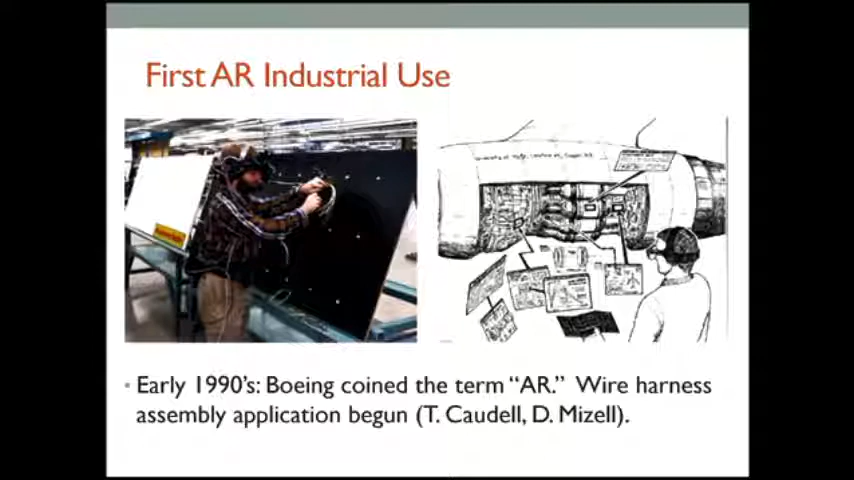 First AR Industrial Use
Early 1990's: Boeing coined the term "AR." Wire harness
assembly application begun (T. Caudell, D. Mizell).